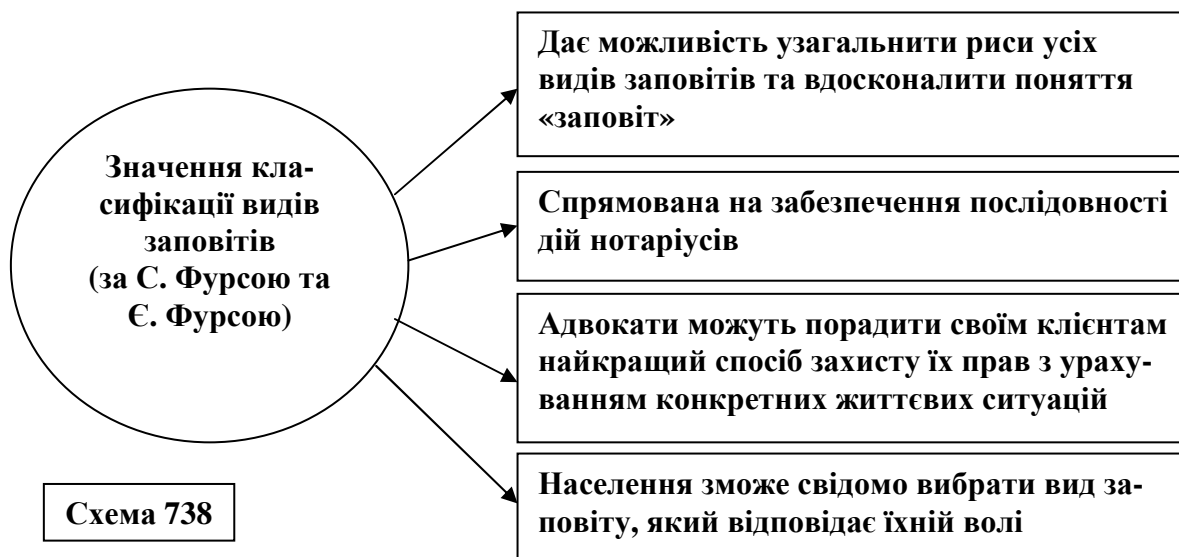 Значення кла-
сифікації видів
заповітів
(за С. Фурсою та
Є. Фурсою)
Дає можливість узагальнити риси усіх
видів заповітів та вдосконалити поняття
«заповіт»
Спрямована на забезпечення послідовності
дій нотаріусів
Адвокати можуть порадити своїм клієнтам
найкращий спосіб захисту їх прав з ураху-
ванням конкретних життєвих ситуацій
Населення зможе свідомо вибрати вид за-
повіту, який відповідає їхній волі
Схема 738